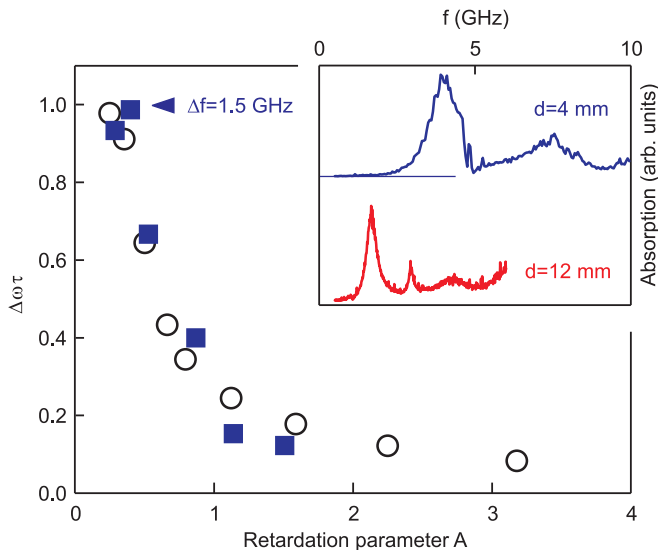 f (GHz)
0 5 10
d=4 mm
d=12 mm
Absorption (arb. units)
Δf=1.5 GHz
1.0
0.8
0.6
0.4
0.2
0.0
Δωτ
0 1 2 3 4
Retardation parameter A